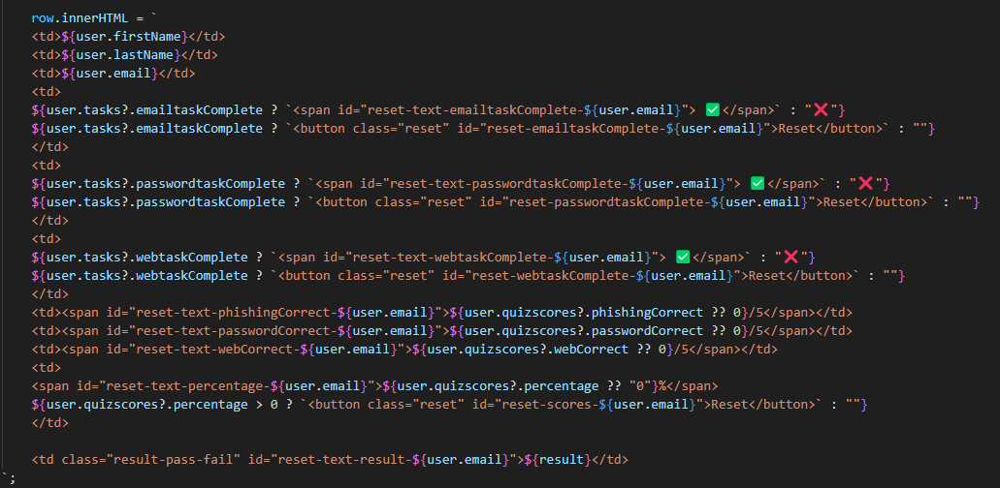 row.innerHTML = `
<td>${user.firstName}</td>
<td>${user.lastName}</td>
<td>${user.email}</td>
<td>
${user.tasks?.emailtaskComplete ? `<span id="reset-text-emailtaskComplete-${user.email}"> ✅</span>` : "❌"}
${user.tasks?.emailtaskComplete ? `<button class="reset" id="reset-emailtaskComplete-${user.email}">Reset</button>` : ""}
</td>
<td>
${user.tasks?.passwordtaskComplete ? `<span id="reset-text-passwordtaskComplete-${user.email}"> ✅</span>` : "❌"}
${user.tasks?.passwordtaskComplete ? `<button class="reset" id="reset-passwordtaskComplete-${user.email}">Reset</button>` : ""}
</td>
<td>
${user.tasks?.webtaskComplete ? `<span id="reset-text-webtaskComplete-${user.email}"> ✅</span>` : "❌"}
${user.tasks?.webtaskComplete ? `<button class="reset" id="reset-webtaskComplete-${user.email}">Reset</button>` : ""}
</td>
<td><span id="reset-text-phishingCorrect-${user.email}">${user.quizscores?.phishingCorrect ?? 0}/5</span></td>
<td><span id="reset-text-passwordCorrect-${user.email}">${user.quizscores?.passwordCorrect ?? 0}/5</span></td>
<td><span id="reset-text-webCorrect-${user.email}">${user.quizscores?.webCorrect ?? 0}/5</span></td>
<td>
<span id="reset-text-percentage-${user.email}">${user.quizscores?.percentage ?? "0"}%</span>
${user.quizscores?.percentage > 0 ? `<button class="reset" id="reset-scores-${user.email}">Reset</button>` : ""}
</td>
<td class="result-pass-fail" id="reset-text-result-${user.email}">${result}</td>
`;